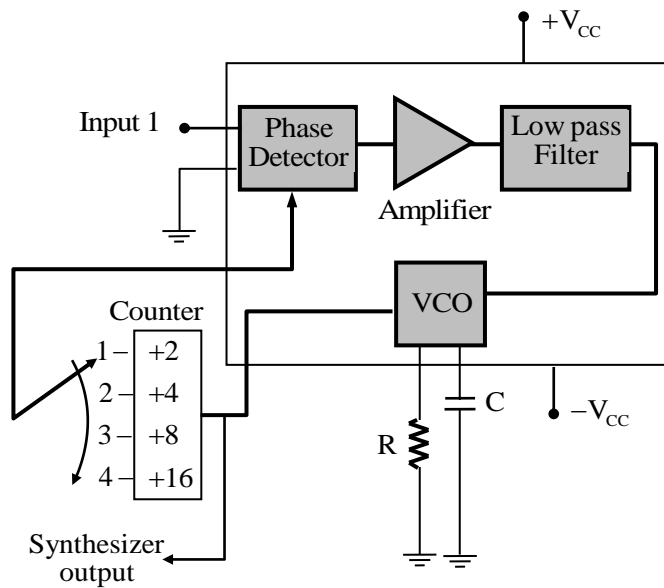 +V_CC
Input 1
Phase
Detector
Low pass
Filter
Amplifier
VCO
Counter
1 – +2
2 – +4
3 – +8
4 – +16
R
C
–V_CC
Synthesizer
output